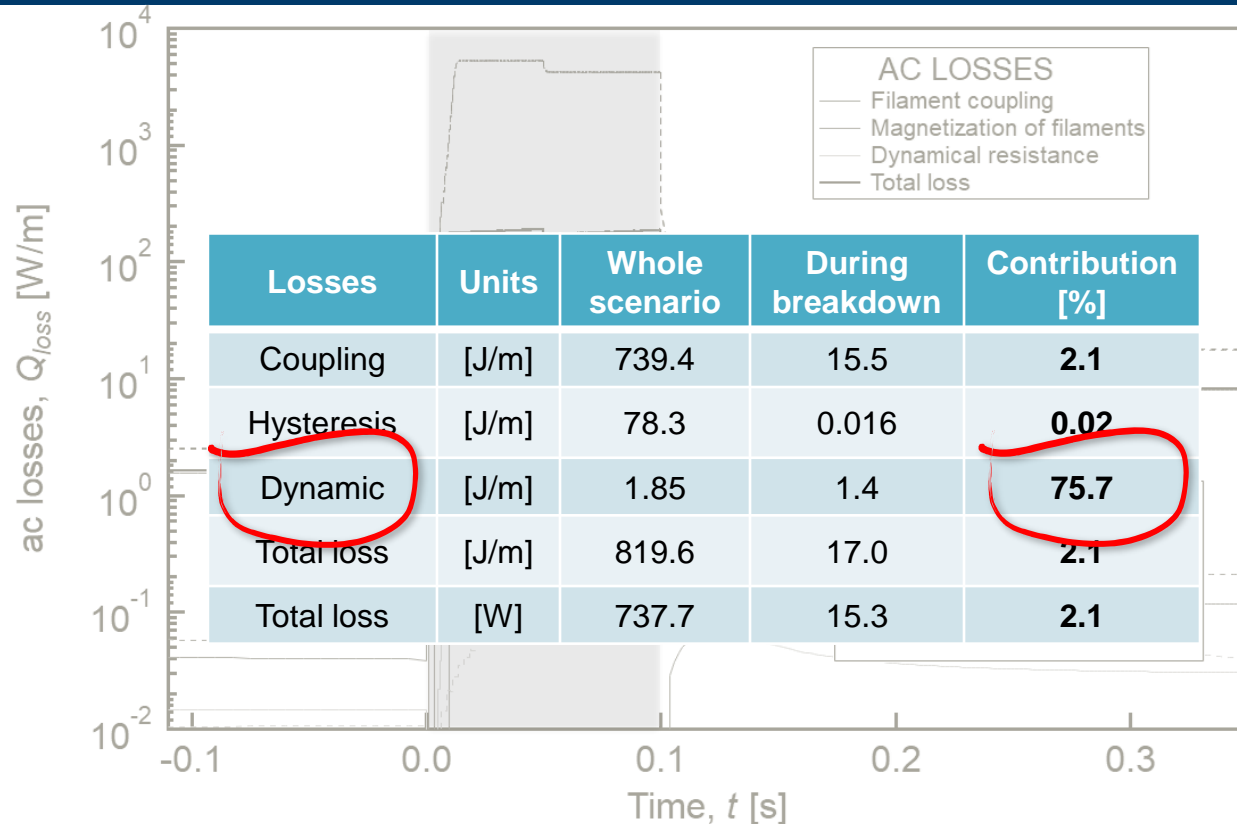 10^4
AC LOSSES
Filament coupling
Magnetization of filaments
Dynamical resistance
Total loss
10^3
10^2
10^1
10^0
10^-1
10^-2
ac losses, Q_loss [W/m]
Losses Units Whole scenario During breakdown Contribution [%]
Coupling [J/m] 739.4 15.5 2.1
Hysteresis [J/m] 78.3 0.016 0.02
Dynamic [J/m] 1.85 1.4 75.7
Total loss [J/m] 819.6 17.0 2.1
Total loss [W] 737.7 15.3 2.1
-0.1 0.0 0.1 0.2 0.3
Time, t [s]